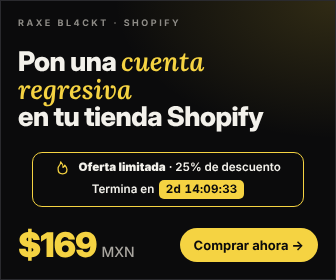 RAXE BL4CKT · SHOPIFY
Pon una cuenta
regresiva
en tu tienda Shopify
Oferta limitada · 25% de descuento
Termina en 2d 14:09:33
$169 MXN
Comprar ahora →